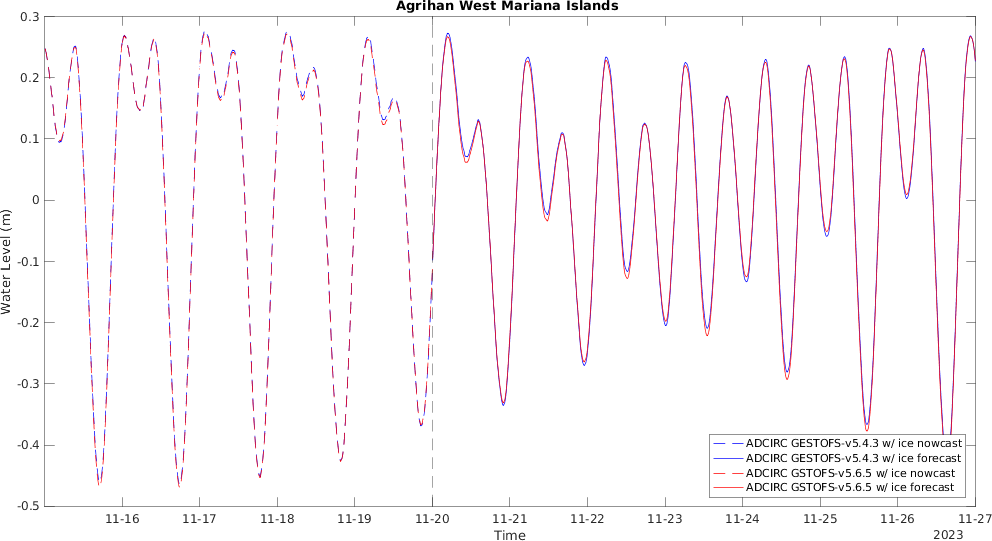 Agrihan West Mariana Islands
0.3
0.2
0.1
0
-0.1
-0.2
-0.3
-0.4
-0.5
Water Level (m)
ADCIRC GESTOFS-v5.4.3 w/ ice nowcast
ADCIRC GESTOFS-v5.4.3 w/ ice forecast
ADCIRC GSTOFS-v5.6.5 w/ ice nowcast
ADCIRC GSTOFS-v5.6.5 w/ ice forecast
11-16 11-17 11-18 11-19 11-20 11-21 11-22 11-23 11-24 11-25 11-26 11-27
Time
2023